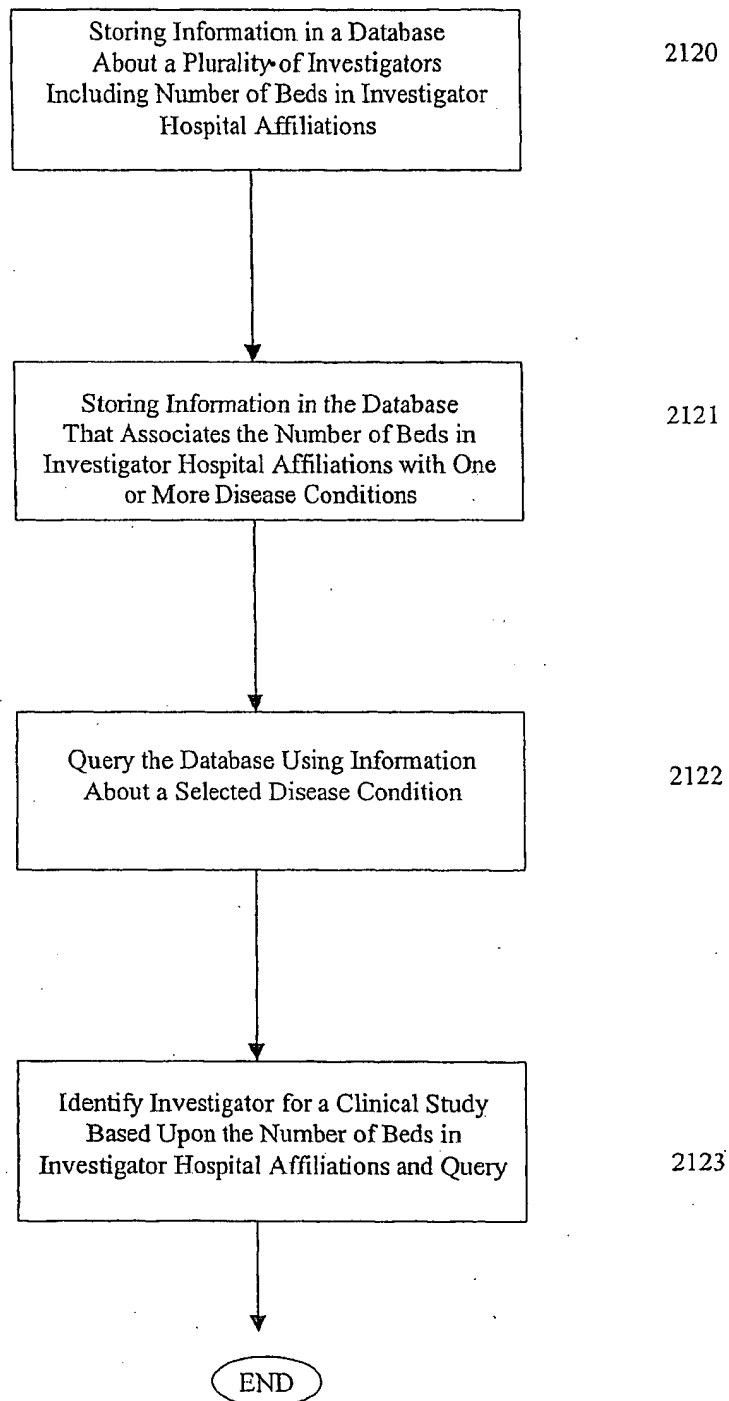 Storing Information in a Database
About a Plurality of Investigators
Including Number of Beds in Investigator
Hospital Affiliations
2120
Storing Information in the Database
That Associates the Number of Beds in
Investigator Hospital Affiliations with One
or More Disease Conditions
2121
Query the Database Using Information
About a Selected Disease Condition
2122
Identify Investigator for a Clinical Study
Based Upon the Number of Beds in
Investigator Hospital Affiliations and Query
2123
END